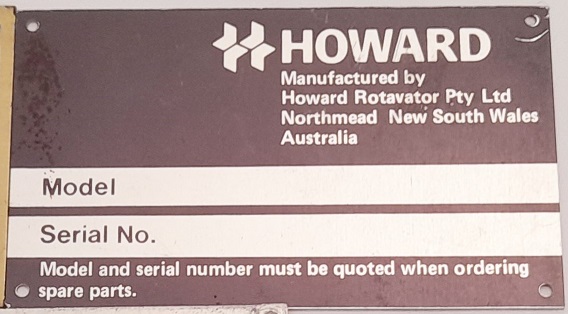 HOWARD
Manufactured by
Howard Rotavator Pty Ltd
Northmead New South Wales
Australia
Model
Serial No.
Model and serial number must be quoted when ordering
spare parts.